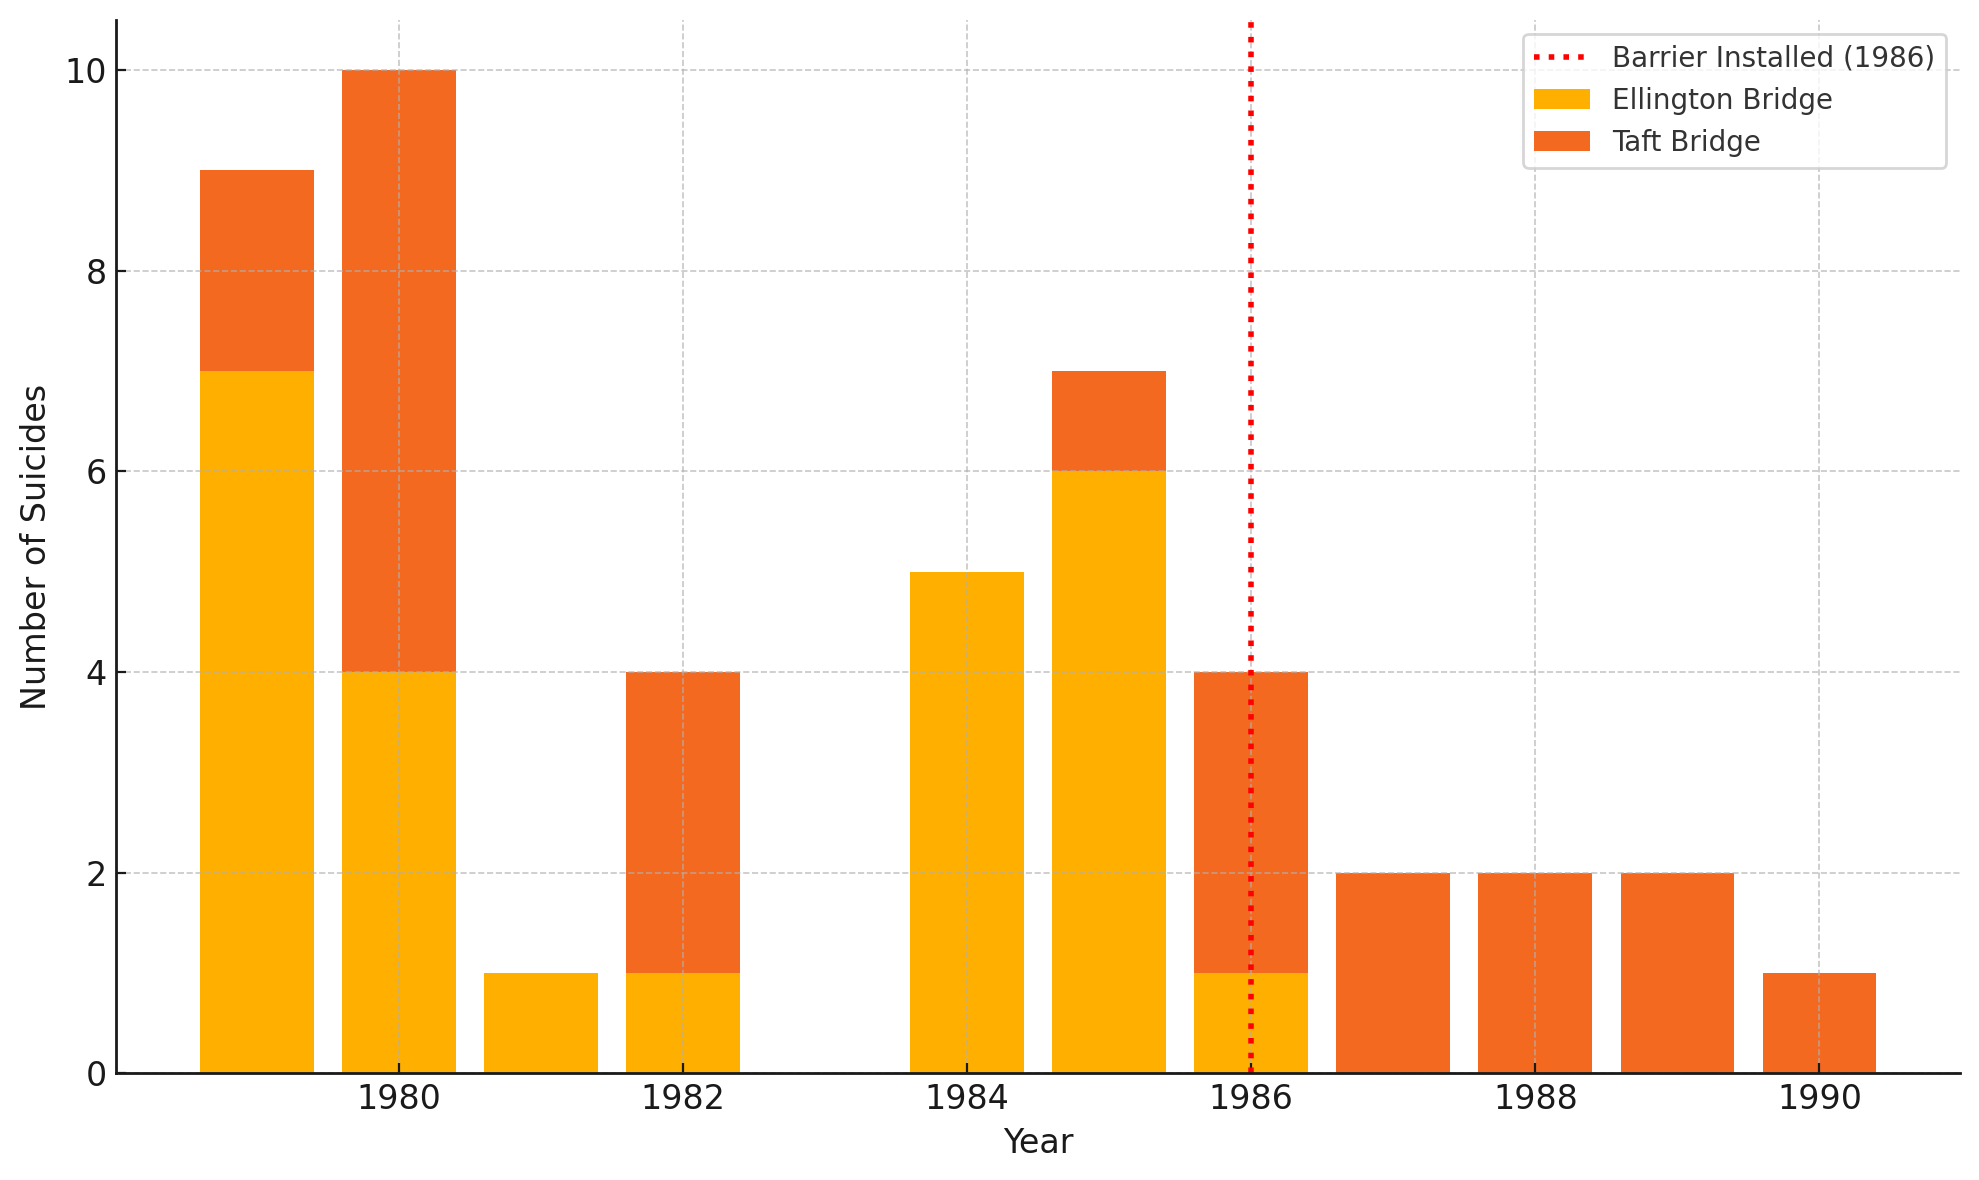 Barrier Installed (1986)
Ellington Bridge
Taft Bridge
Number of Suicides
10
8
6
4
2
0
1980 1982 1984 1986 1988 1990
Year